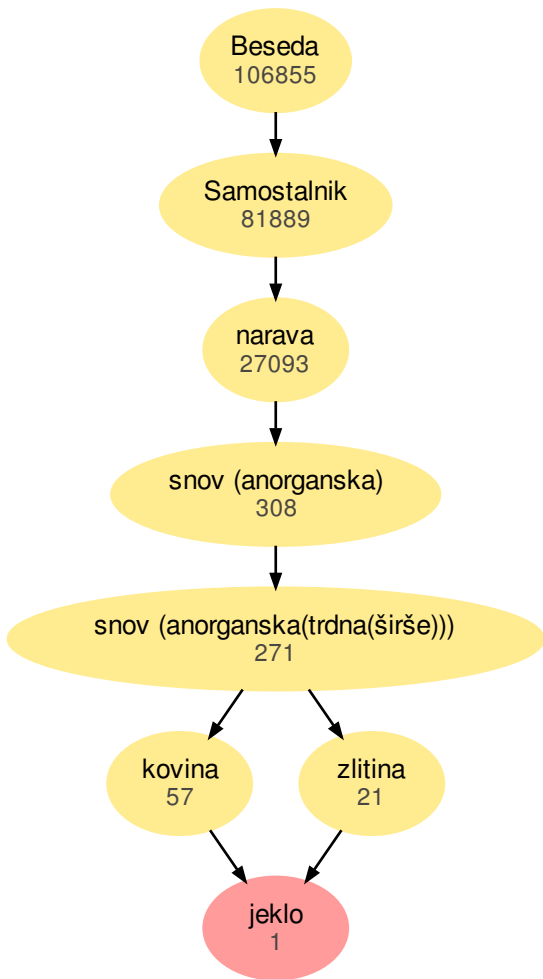 Beseda
106855
Samostalnik
81889
narava
27093
snov (anorganska)
308
snov (anorganska(trdna(širše)))
271
kovina
57
zlitina
21
jeklo
1